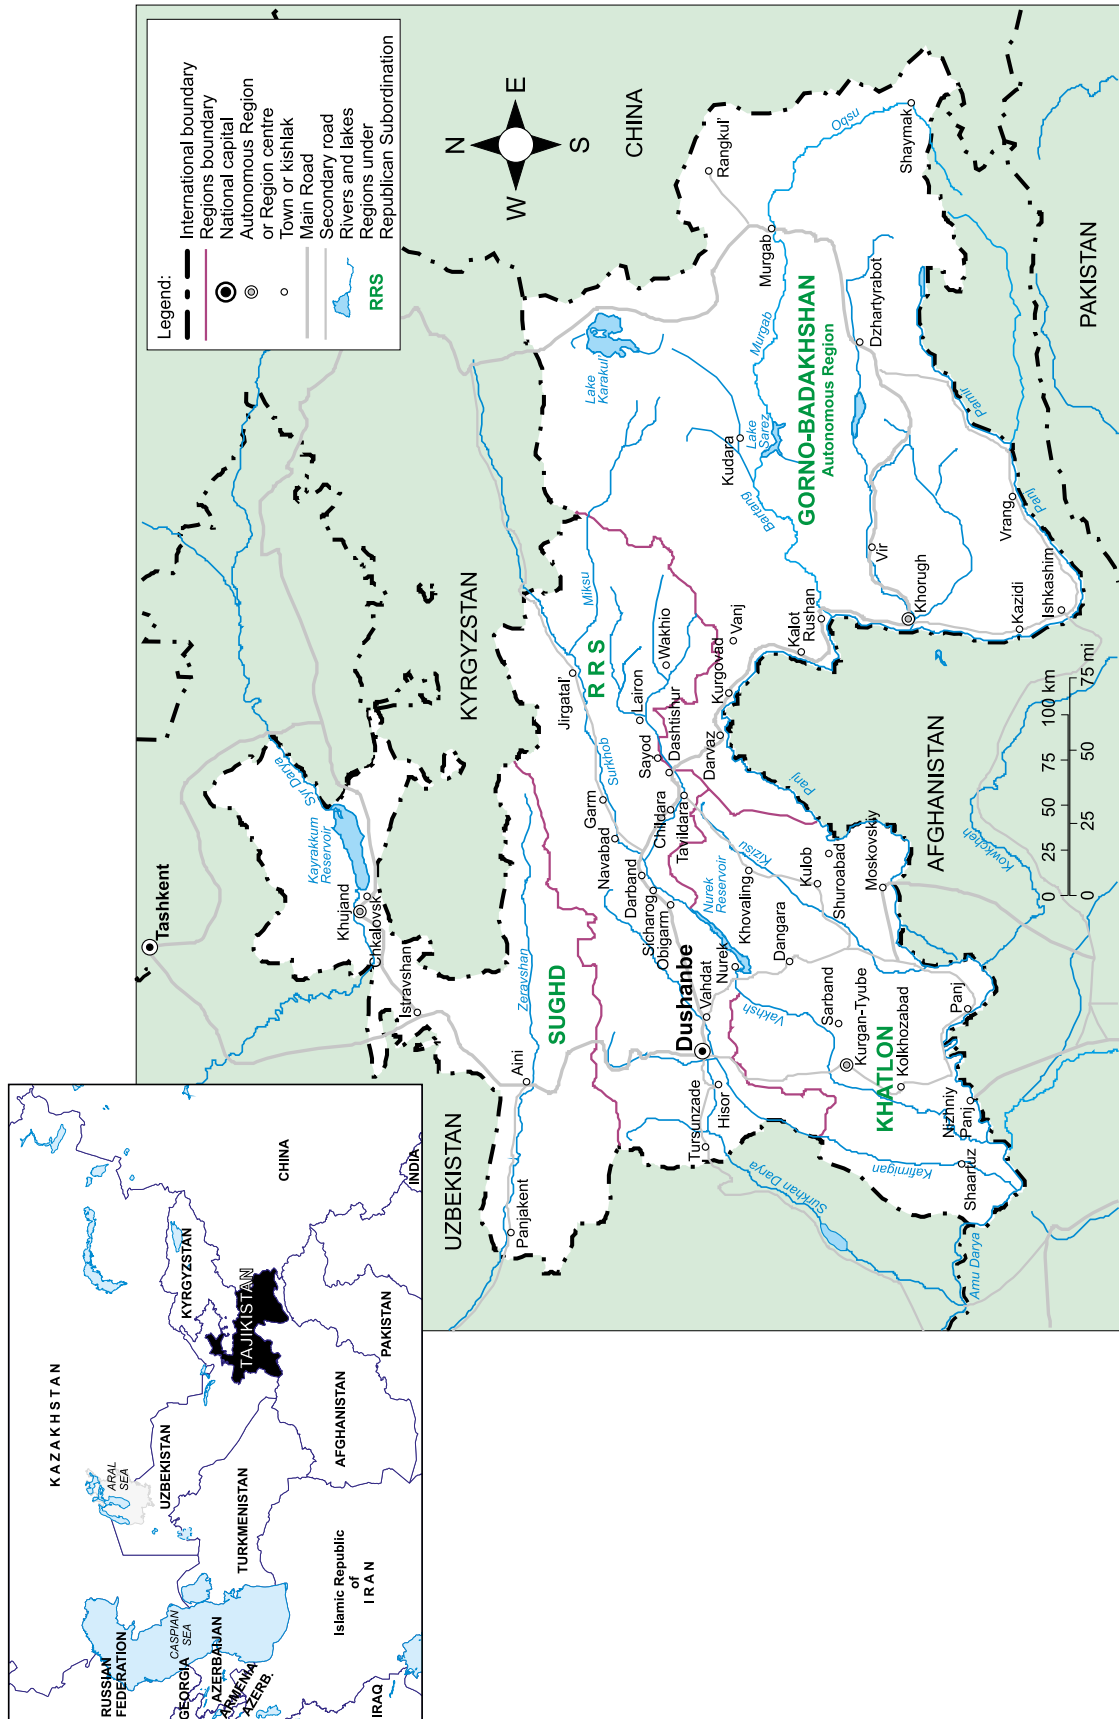 Legend:
International boundary
Regions boundary
National capital
Autonomous Region
or Region centre
Town or kishlak
Main Road
Secondary road
Rivers and lakes
RRS
Regions under
Republican Subordination
N
W
E
S
RUSSIAN
FEDERATION
KAZAKHSTAN
ARAL
SEA
CASPIAN
SEA
GEORGIA
AZERBAIJAN
ARMENIA
AZERB.
IRAQ
UZBEKISTAN
TURKMENISTAN
Islamic Republic
of
IRAN
KYRGYZSTAN
TAJIKISTAN
AFGHANISTAN
PAKISTAN
CHINA
INDIA
Tashkent
Syr Darya
Kayrakkum
Reservoir
Khujand
Chkalovsk
Istravshan
KYRGYZSTAN
UZBEKISTAN
CHINA
Panjakent
Aini
Zeravshan
SUGHD
Jirgatal'
Miksu
RRS
Surkhob
Garm
Navabad
Lairon
Wakhio
Sayod
Dashtishur
Childara
Tavildara
Darband
Sicharog
Obigarm
Dushanbe
Vahdat
Nurek
Nurek
Reservoir
Tursunzade
Hisor
Khovaling
Kizisu
Dangara
Kulob
Shuroabad
Moskovskiy
Vakhsh
Sarband
Kurgan-Tyube
Kolkhozabad
KHATLON
Nizhniy
Panj
Panj
Shaartuz
Kafirnigan
Surkhan Darya
Amu Darya
Darvaz
Kurgovad
Vanj
Kalot
Rushan
Panj
Lake
Karakul'
Kudara
Lake
Sarez
Bartang
Murgab
Murgab
Rangkul'
Oqsu
Shaymak
GORNO-BADAKHSHAN
Autonomous Region
Dzhartyrabot
Vir
Khorugh
Kazidi
Ishkashim
Vrang
Panj
Pamir
AFGHANISTAN
Kowkcheh
PAKISTAN
0
25
50
75
100 km
0
25
50
75 mi